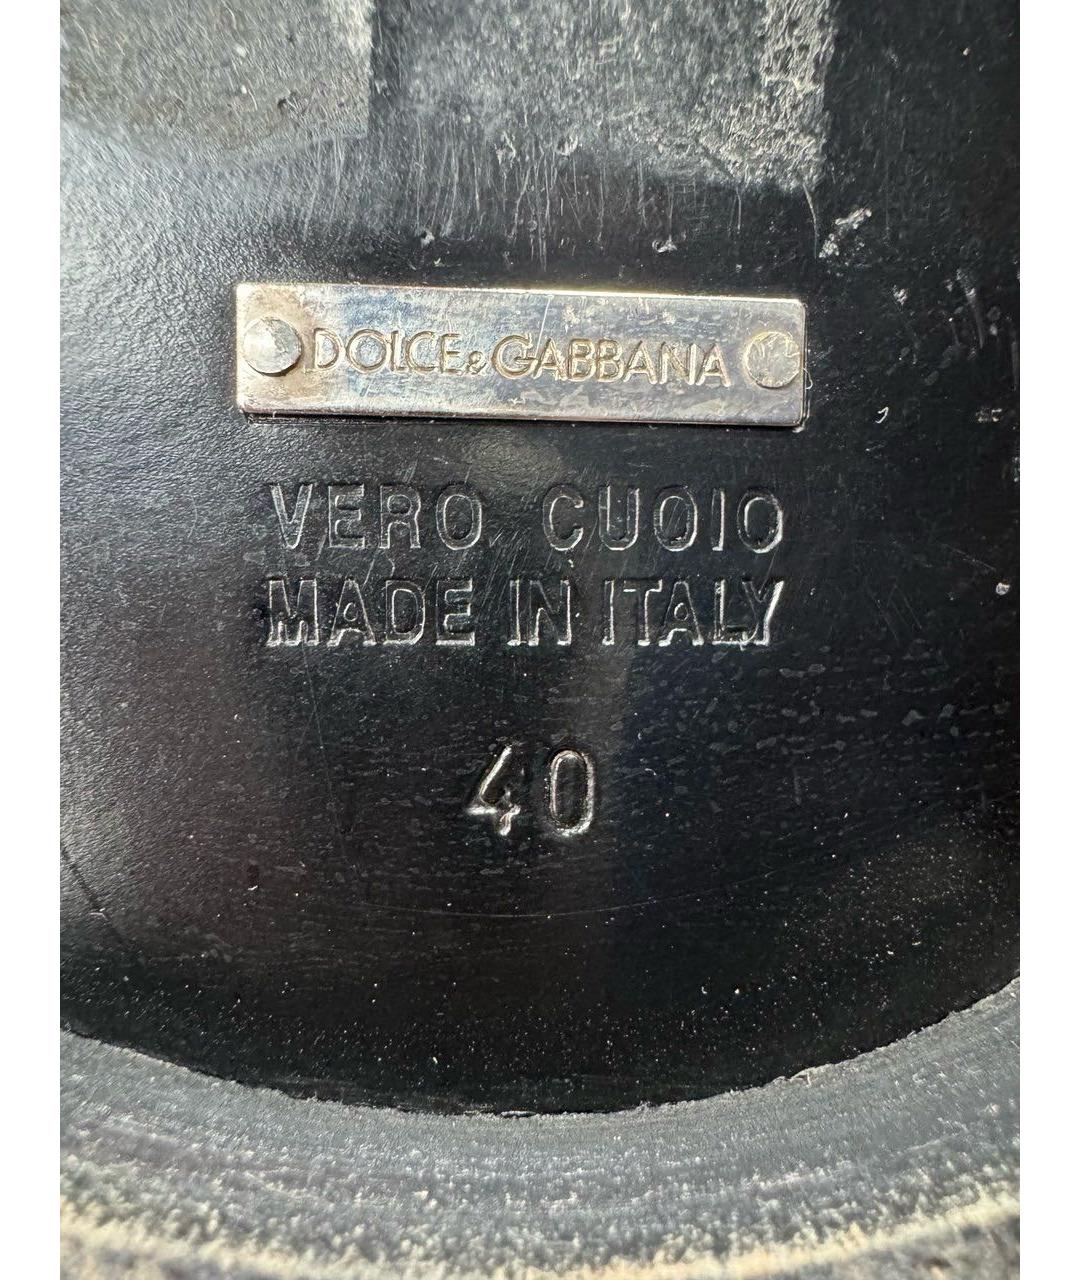 DOLCE&GABBANA
VERO CUOIO
MADE IN ITALY
40